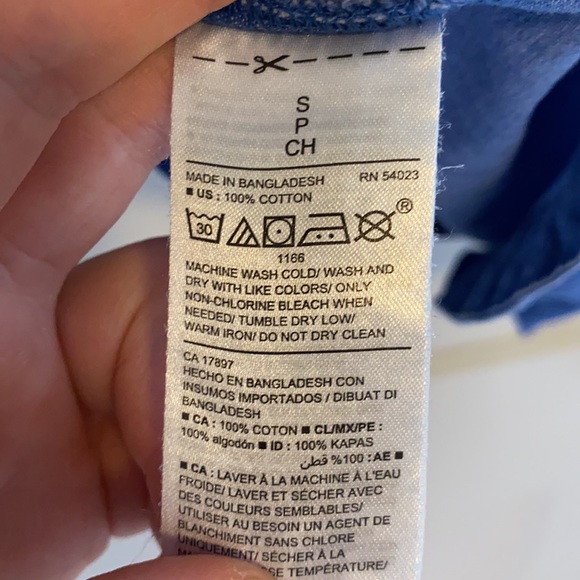 S
P
CH
MADE IN BANGLADESH RN 54023
■ US : 100% COTTON
30 ®
1166
MACHINE WASH COLD/ WASH AND
DRY WITH LIKE COLORS/ ONLY
NON-CHLORINE BLEACH WHEN
NEEDED/ TUMBLE DRY LOW/
WARM IRON/ DO NOT DRY CLEAN
CA 17897
HECHO EN BANGLADESH CON
INSUMOS IMPORTADOS / DIBUAT DI
BANGLADESH
■ CA : 100% COTON ■ CL/MX/PE :
100% algodón ■ ID : 100% KAPAS
■ AE: 100% قطن
■ CA : LAVER À LA MACHINE À L'EAU
FROIDE/ LAVER ET SÉCHER AVEC
DES COULEURS SEMBLABLES/
UTILISER AU BESOIN UN AGENT DE
BLANCHIMENT SANS CHLORE
UNIQUEMENT/ SÉCHER À LA
TEMPÉRATURE/